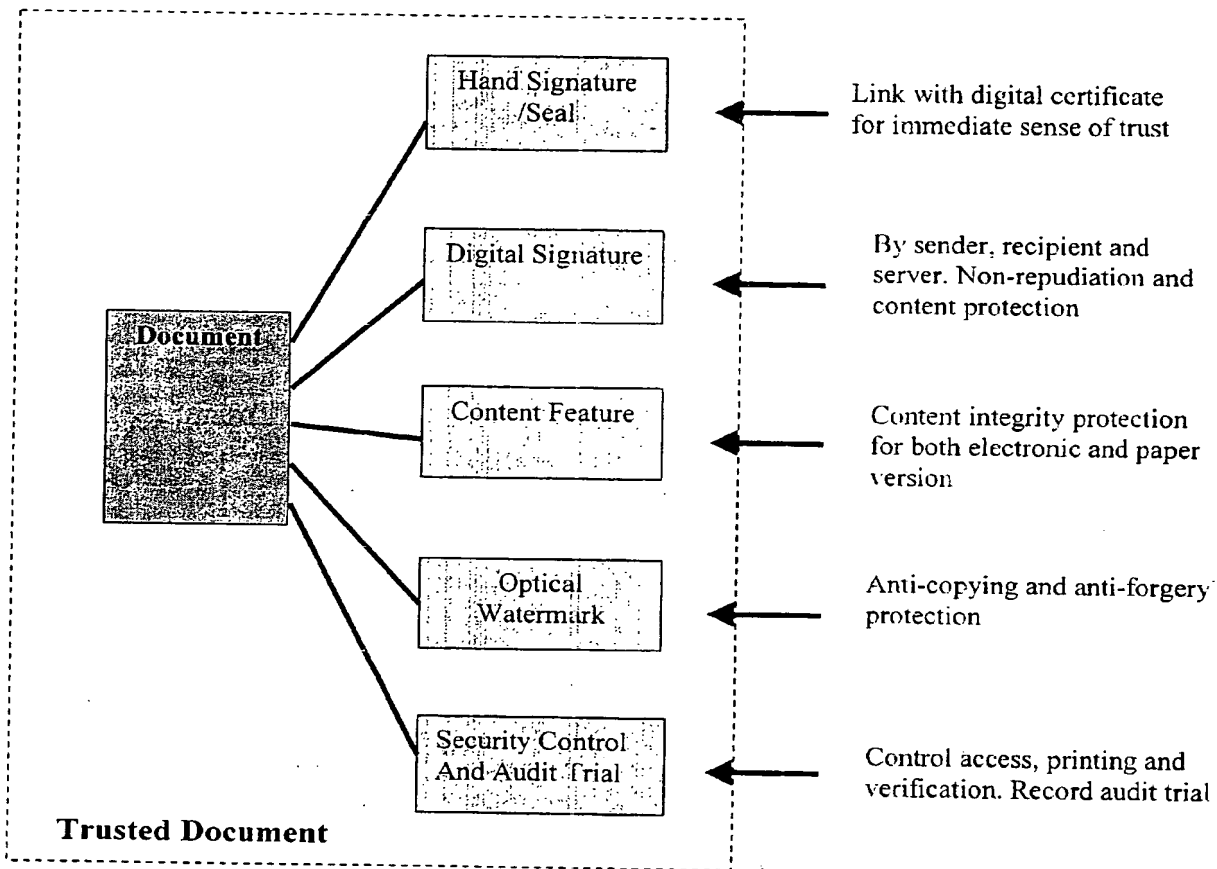 Hand Signature
/Seal
Link with digital certificate
for immediate sense of trust
Digital Signature
By sender, recipient and
server. Non-repudiation and
content protection
Document
Content Feature
Content integrity protection
for both electronic and paper
version
Optical
Watermark
Anti-copying and anti-forgery
protection
Security Control
And Audit Trial
Control access, printing and
verification. Record audit trial
Trusted Document